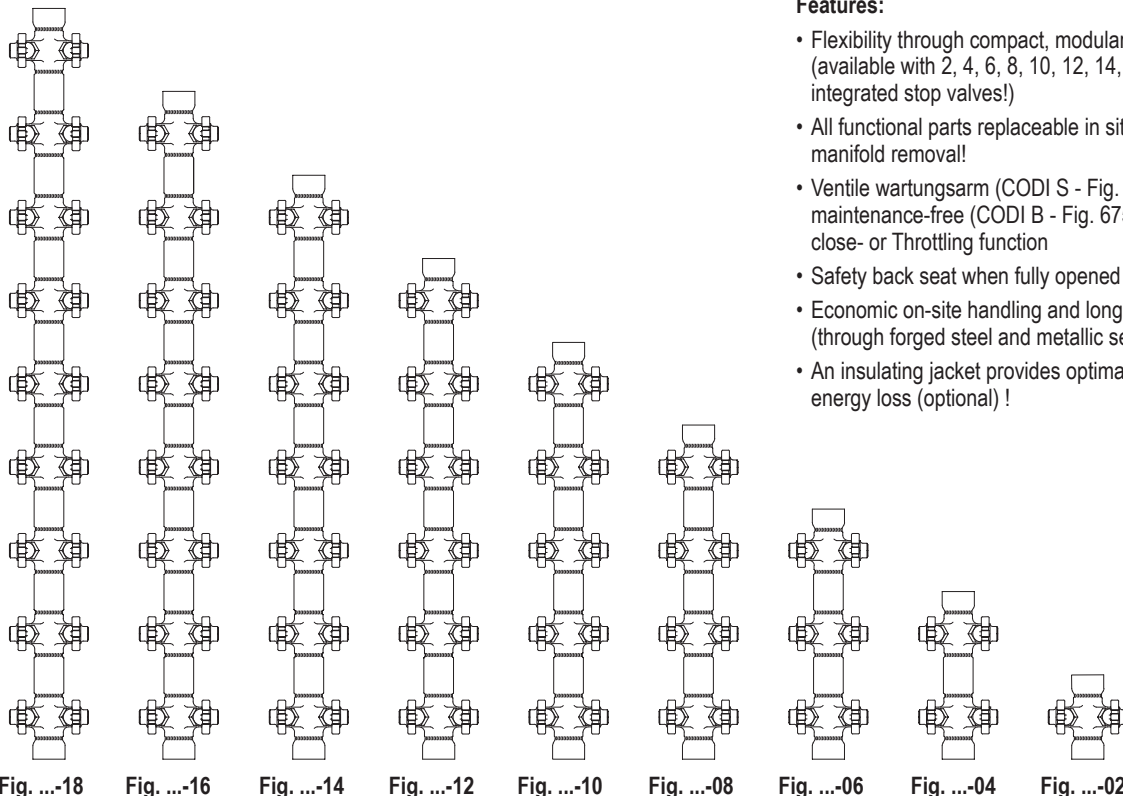 Features:
• Flexibility through compact, modular
(available with 2, 4, 6, 8, 10, 12, 14,
integrated stop valves!)
• All functional parts replaceable in
manifold removal!
• Ventile wartungsarm (CODI S - Fig.
maintenance-free (CODI B - Fig.
close- or Throttling function
• Safety back seat when fully opened
• Economic on-site handling and long
(through forged steel and metallic
• An insulating jacket provides
energy loss (optional) !
Fig. ...-18 Fig. ...-16 Fig. ...-14 Fig. ...-12 Fig. ...-10 Fig. ...-08 Fig. ...-06 Fig. ...-04 Fig. ...-02